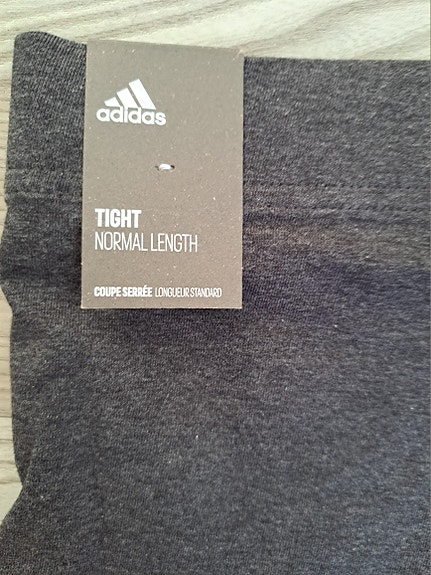 adidas
TIGHT
NORMAL LENGTH
COUPE SERRÉE LONGUEUR STANDARD